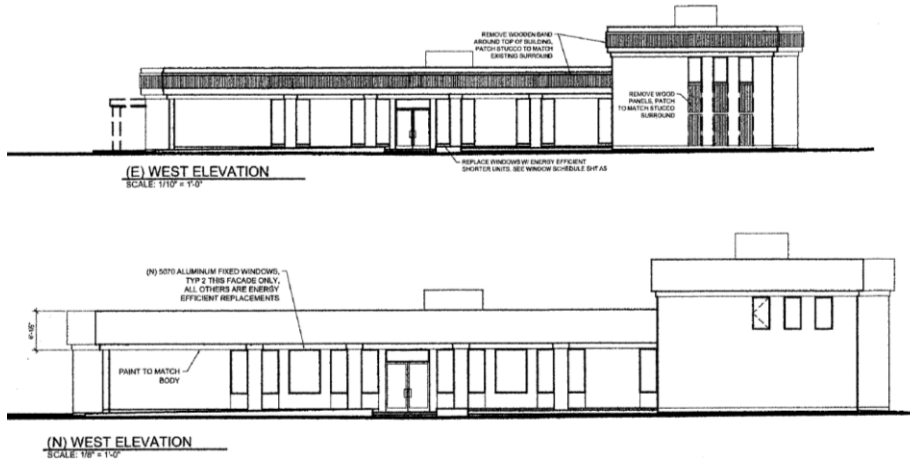 REMOVE WOODEN BAND
AROUND TOP OF BUILDING,
PATCH STUCCO TO MATCH
EXISTING SURROUND
REMOVE WOOD
PANELS, PATCH
TO MATCH STUCCO
SURROUND
REPLACE WINDOWS W/ ENERGY EFFICIENT
SHORTER UNITS. SEE WINDOW SCHEDULE SHT A5
(E) WEST ELEVATION
SCALE: 1/10" = 1'-0"
(N) 5070 ALUMINUM FIXED WINDOWS,
TYP 2 THIS FACADE ONLY,
ALL OTHERS ARE ENERGY
EFFICIENT REPLACEMENTS
PAINT TO MATCH
BODY
(N) WEST ELEVATION
SCALE: 1/8" = 1'-0"